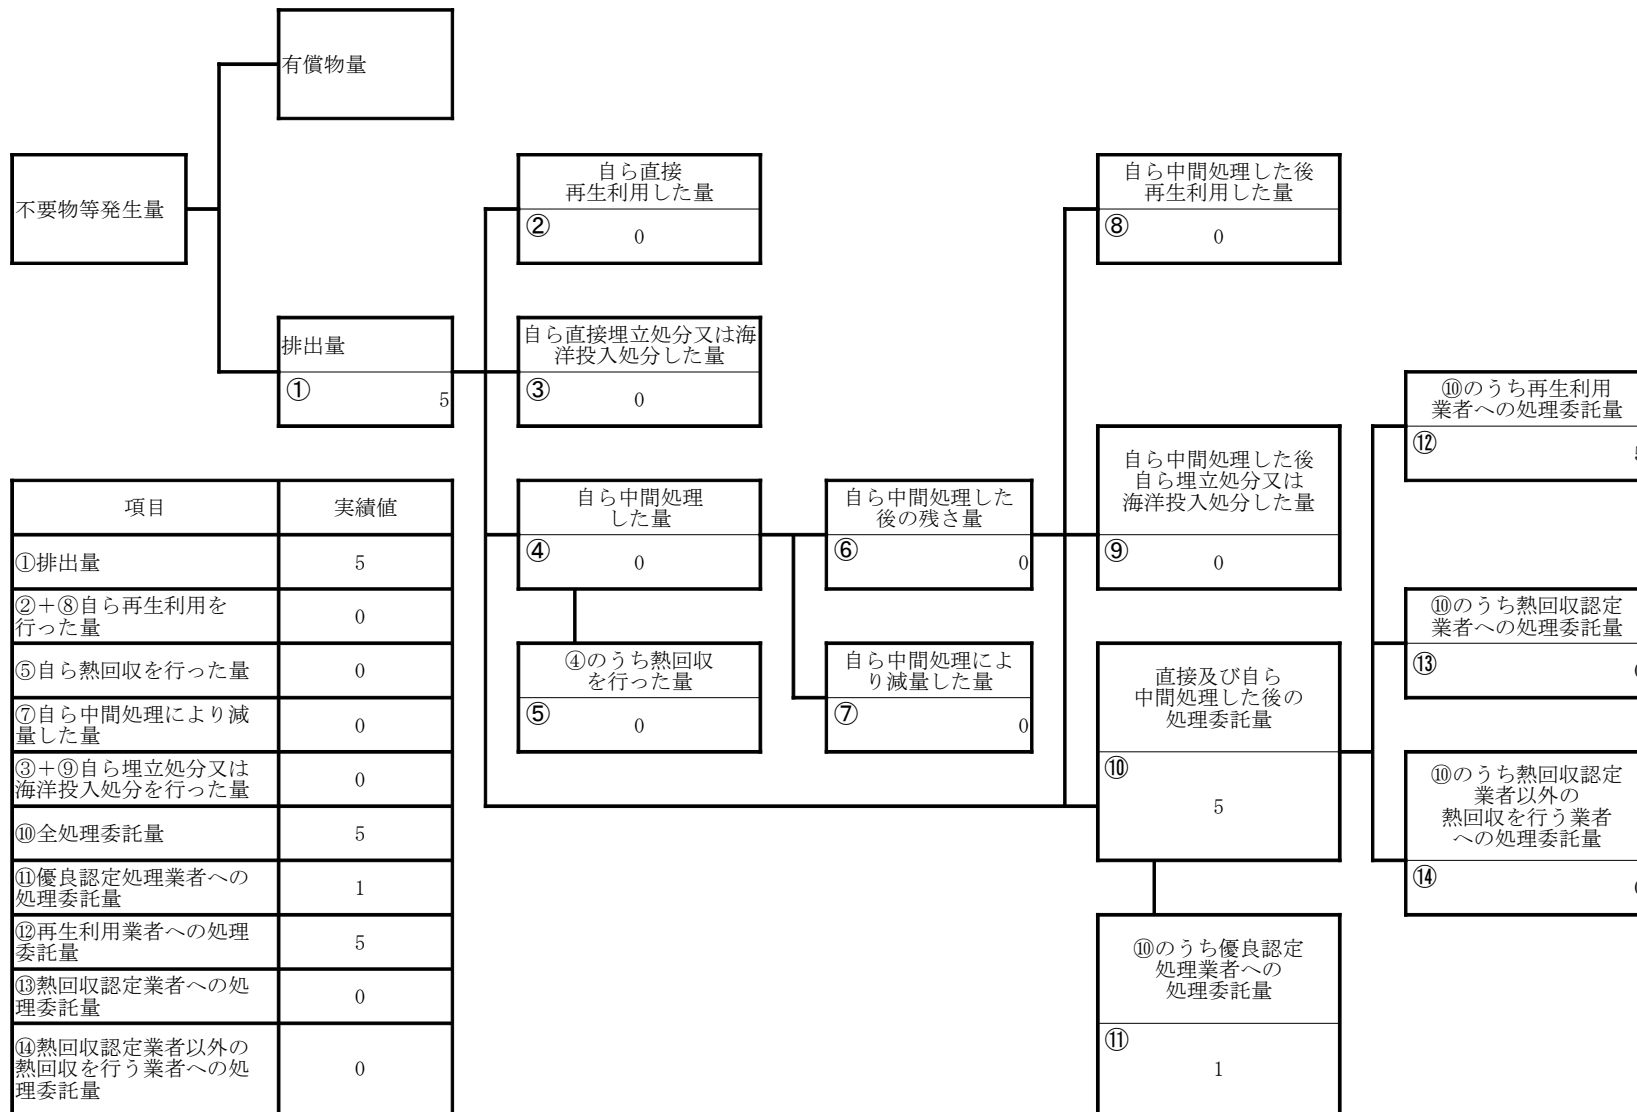 有償物量
不要物等発生量
自ら直接
再生利用した量
②
0
自ら中間処理した後
再生利用した量
⑧
0
排出量
①
5
自ら直接埋立処分又は海
洋投入処分した量
③
0
⑩のうち再生利用
業者への処理委託量
⑫
自ら中間処理
した量
④
0
自ら中間処理した
後の残さ量
⑥
0
自ら中間処理した後
自ら埋立処分又は
海洋投入処分した量
⑨
0
④のうち熱回収
を行った量
⑤
0
自ら中間処理によ
り減量した量
⑦
0
直接及び自ら
中間処理した後の
処理委託量
⑩
5
⑩のうち熱回収認定
業者への処理委託量
⑬
⑩のうち熱回収認定
業者以外の
熱回収を行う業者
への処理委託量
⑭
⑩のうち優良認定
処理業者への
処理委託量
⑪
1
項目
実績値
①排出量
5
②+⑧自ら再生利用を
行った量
0
⑤自ら熱回収を行った量
0
⑦自ら中間処理により減
量した量
0
③+⑨自ら埋立処分又は
海洋投入処分を行った量
0
⑩全処理委託量
5
⑪優良認定処理業者への
処理委託量
1
⑫再生利用業者への処理
委託量
5
⑬熱回収認定業者への処
理委託量
0
⑭熱回収認定業者以外の
熱回収を行う業者への処
理委託量
0